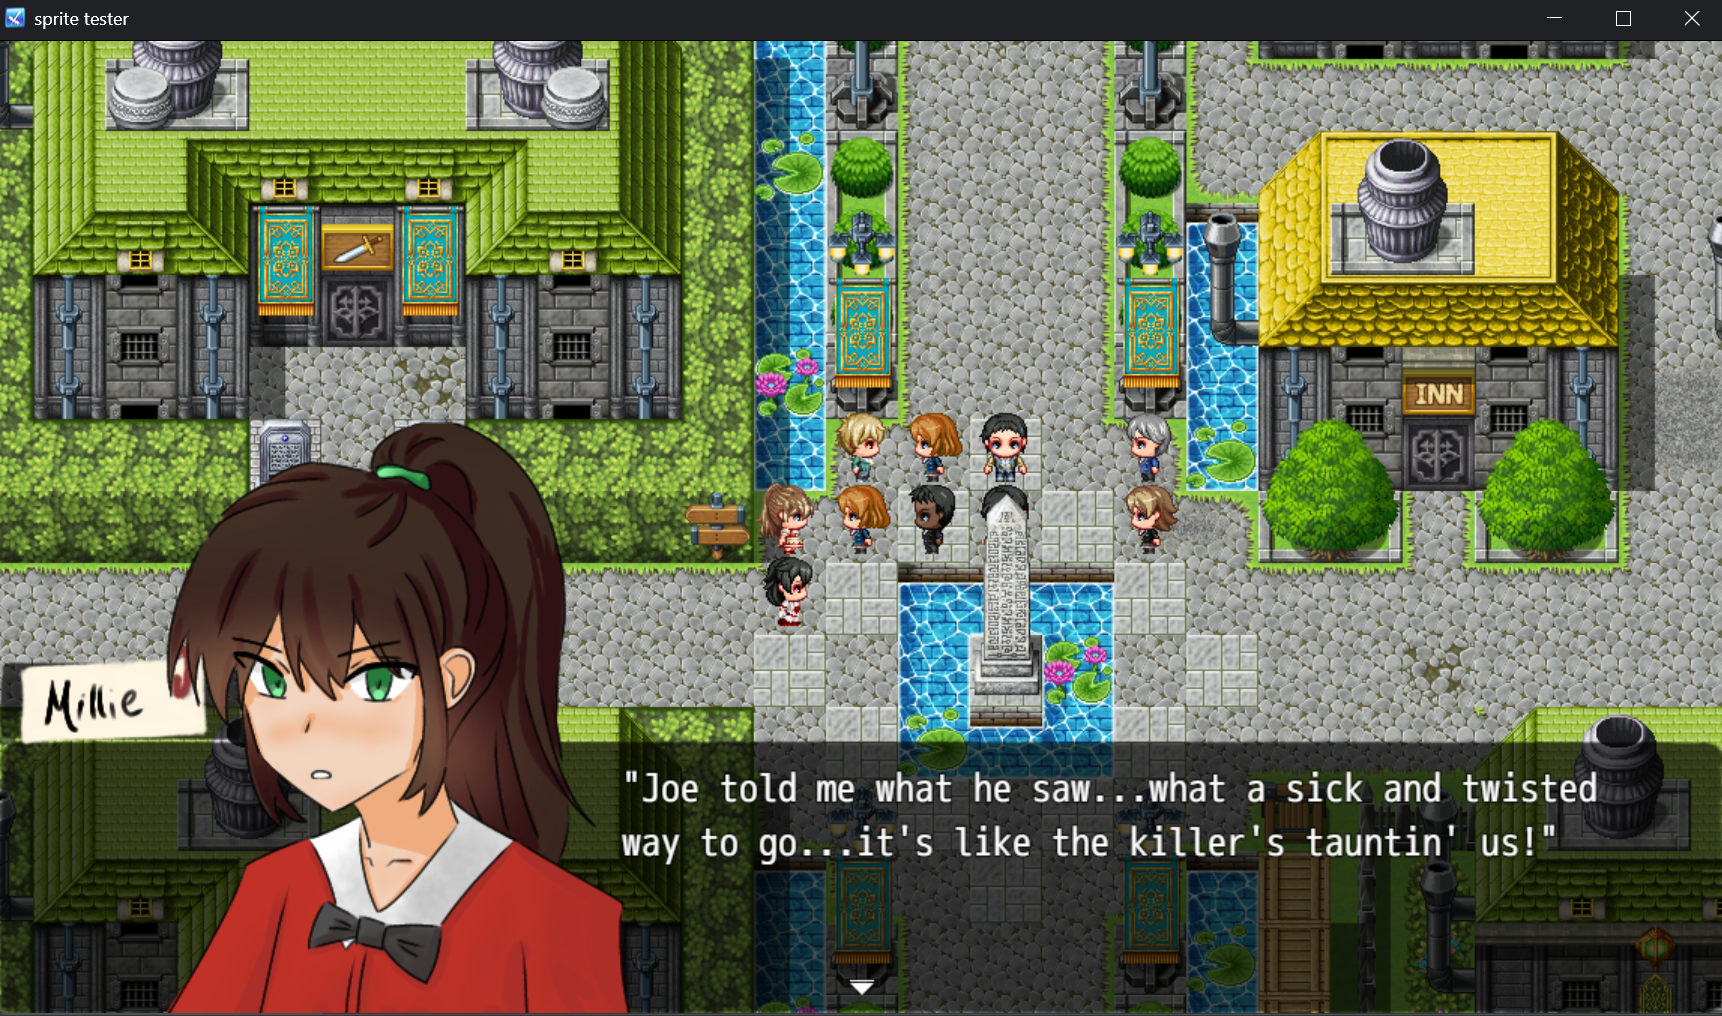 sprite tester
INN
Millie
"Joe told me what he saw...what a sick and twisted
way to go...it's like the killer's tauntin' us!"